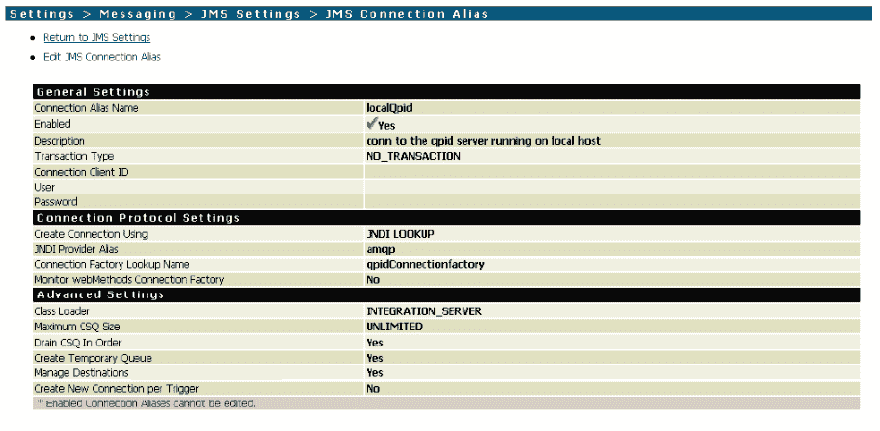 Settings > Messaging > JMS Settings > JMS Connection Alias
Return to JMS Settings
Edit JMS Connection Alias
General Settings
Connection Alias Name localQpid
Enabled Yes
Description conn to the qpid server running on local host
Transaction Type NO_TRANSACTION
Connection Client ID
User
Password
Connection Protocol Settings
Create Connection Using JNDI LOOKUP
JNDI Provider Alias amqp
Connection Factory Lookup Name qpidConnectionfactory
Monitor webMethods Connection Factory No
Advanced Settings
Class Loader INTEGRATION_SERVER
Maximum CSQ Size UNLIMITED
Drain CSQ In Order Yes
Create Temporary Queue Yes
Manage Destinations Yes
Create New Connection per Trigger No
* Enabled Connection Aliases cannot be edited.